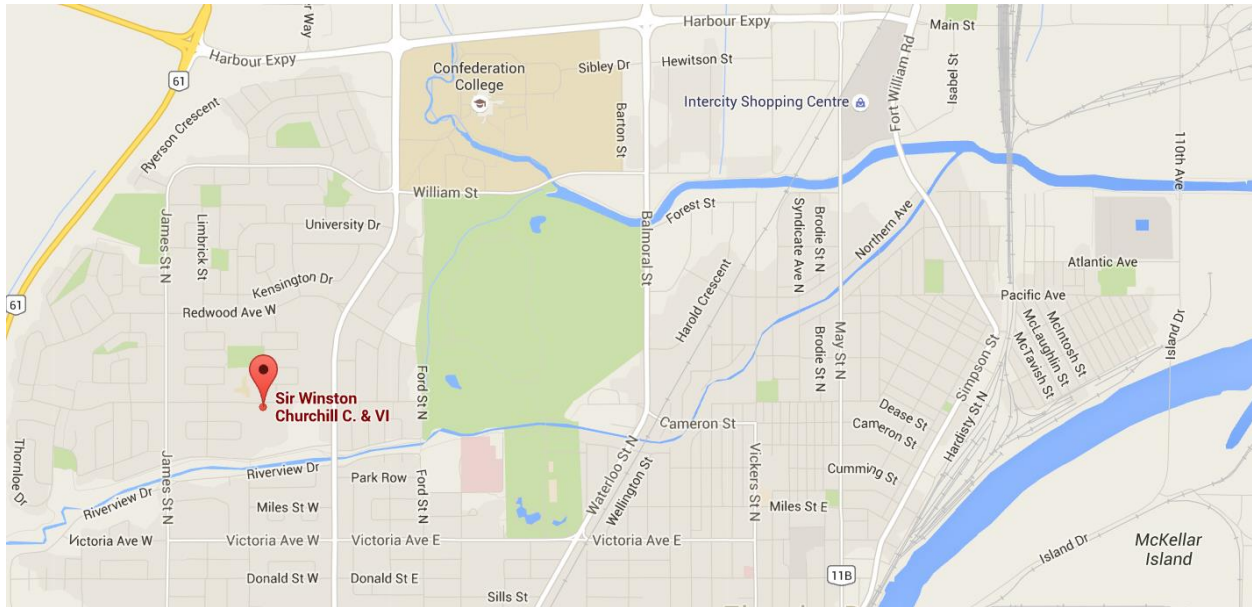 Harbour Expy
Main St
Harbour Expy
Confederation
College
Sibley Dr
Hewitson St
Fort William Rd
Isabel St
61
Intercity Shopping Centre
Ryerson Crescent
Barton St
110th Ave
William St
James St N
Limbrick St
University Dr
Balmoral St
Forest St
Syndicate Ave N
Brodie St N
Northern Ave
Atlantic Ave
Kensington Dr
Redwood Ave W
61
Harold Crescent
Pacific Ave
McIntosh St
McLaughlin St
McTavish St
Island Dr
Brodie St N
May St N
Simpson St
Sir Winston
Churchill C. & VI
Ford St N
Hardisty St N
Dease St
Cameron St
Cameron St
Thornloe Dr
James St N
Riverview Dr
Park Row
Ford St N
Waterloo St N
Wellington St
Vickers St N
Cumming St
Riverview Dr
Miles St W
Miles St E
Victoria Ave W
Victoria Ave W
Victoria Ave E
Victoria Ave E
Island Dr
McKellar
Island
Donald St W
Donald St E
11B
Sills St